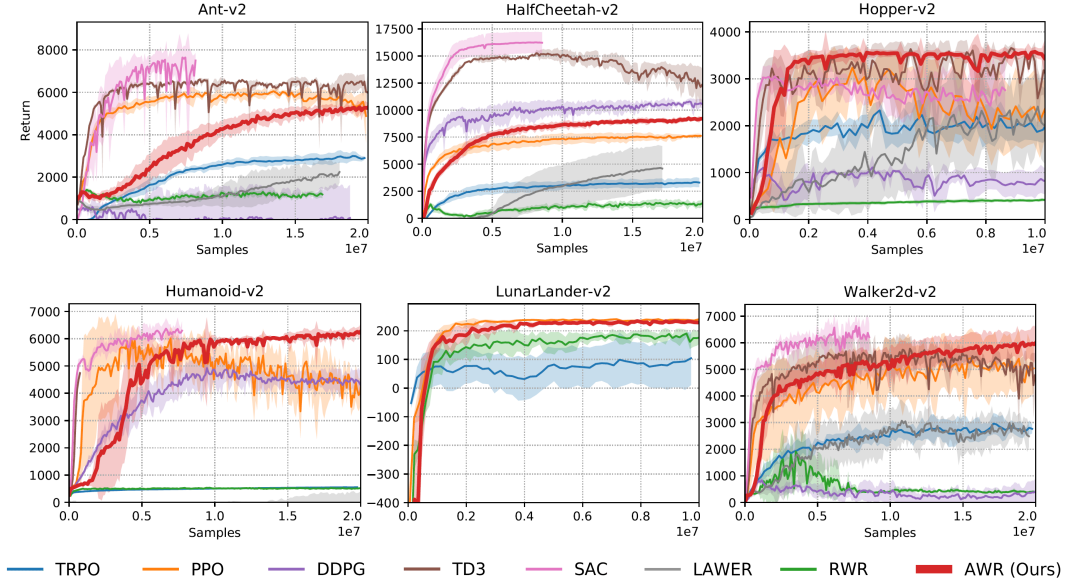 Ant-v2
Return
8000
6000
4000
2000
0
0.0 0.5 1.0 1.5 2.0
Samples 1e7
HalfCheetah-v2
17500
15000
12500
10000
7500
5000
2500
0
0.0 0.5 1.0 1.5 2.0
Samples 1e7
Hopper-v2
4000
3000
2000
1000
0
0.0 0.2 0.4 0.6 0.8 1.0
Samples 1e7
Humanoid-v2
7000
6000
5000
4000
3000
2000
1000
0
0.0 0.5 1.0 1.5 2.0
Samples 1e7
LunarLander-v2
200
100
0
−100
−200
−300
−400
0.0 0.2 0.4 0.6 0.8 1.0
Samples 1e7
Walker2d-v2
7000
6000
5000
4000
3000
2000
1000
0
0.0 0.5 1.0 1.5 2.0
Samples 1e7
TRPO PPO DDPG TD3 SAC LAWER RWR AWR (Ours)